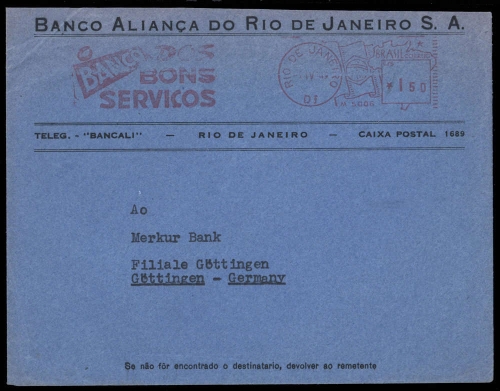 BANCO ALIANÇA DO RIO DE JANEIRO S. A.
O BANCO DOS
BONS
SERVIÇOS
RIO DE JANEIRO
DF
BRASIL
150
TELEG. - "BANCALI" — RIO DE JANEIRO — CAIXA POSTAL 1689
Ao
Merkur Bank
Filiale Göttingen
Göttingen - Germany
Se não fôr encontrado o destinatario, devolver ao remetente